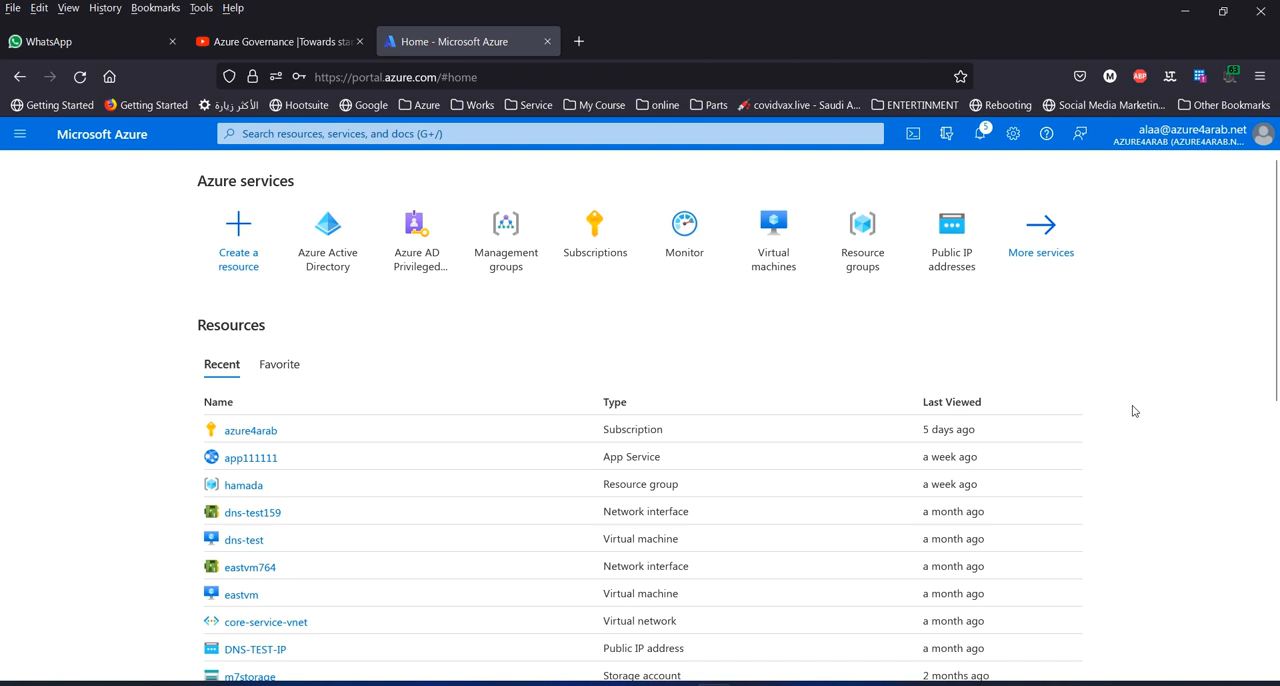 File Edit View History Bookmarks Tools Help
WhatsApp
Azure Governance |Towards star
Home - Microsoft Azure
https://portal.azure.com/#home
M
ABP
63
Getting Started
Getting Started
الأكثر زيارة
Hootsuite
Google
Azure
Works
Service
My Course
online
Parts
covidvax.live - Saudi A...
ENTERTINMENT
Rebooting
Social Media Marketin...
Other Bookmarks
Microsoft Azure
Search resources, services, and docs (G+/)
5
alaa@azure4arab.net
AZURE4ARAB (AZURE4ARAB.N...
Azure services
Create a
resource
Azure Active
Directory
Azure AD
Privileged...
Management
groups
Subscriptions
Monitor
Virtual
machines
Resource
groups
Public IP
addresses
More services
Resources
Recent Favorite
Name Type Last Viewed
azure4arab Subscription 5 days ago
app111111 App Service a week ago
hamada Resource group a week ago
dns-test159 Network interface a month ago
dns-test Virtual machine a month ago
eastvm764 Network interface a month ago
eastvm Virtual machine a month ago
core-service-vnet Virtual network a month ago
DNS-TEST-IP Public IP address a month ago
m7storage Storage account 2 months ago